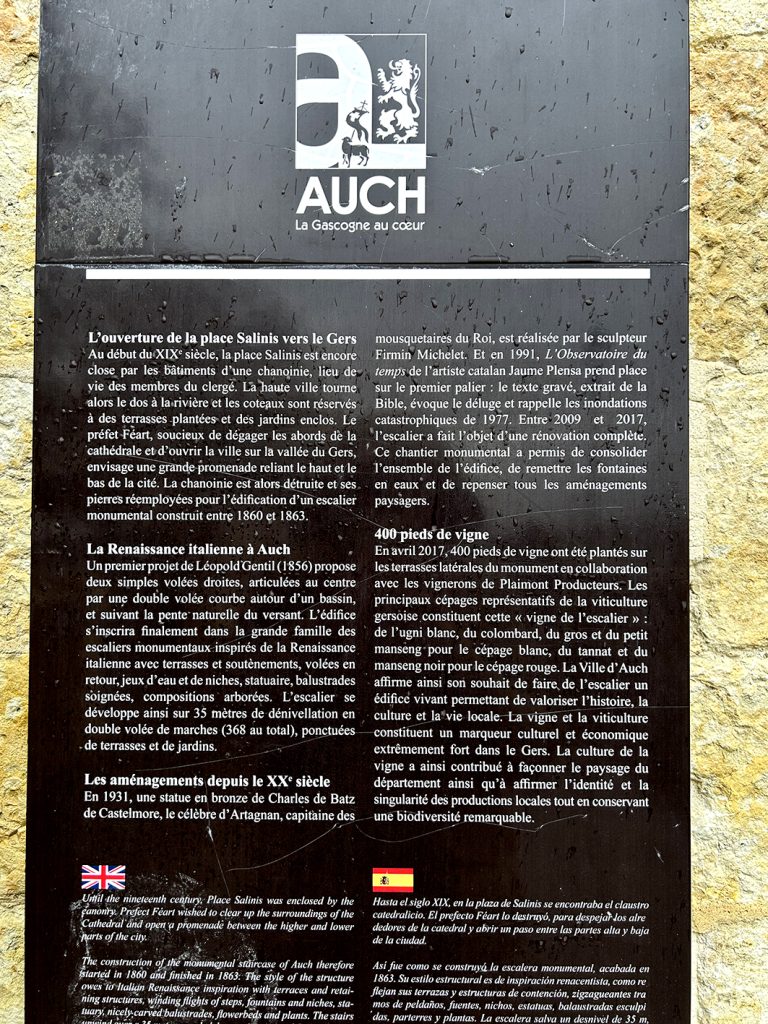 AUCH
La Gascogne au cœur
L'ouverture de la place Salinis vers le Gers
Au début du XIXe siècle, la place Salinis est encore
close par les bâtiments d'une chanoinie, lieu de
vie des membres du clergé. La haute ville tourne
alors le dos à la rivière et les coteaux sont réservés
à des terrasses plantées et des jardins enclos. Le
préfet Féart, soucieux de dégager les abords de la
cathédrale et d'ouvrir la ville sur la vallée du Gers,
envisage une grande promenade reliant le haut et le
bas de la cité. La chanoinie est alors détruite et ses
pierres réemployées pour l'édification d'un escalier
monumental construit entre 1860 et 1863.
La Renaissance italienne à Auch
Un premier projet de Léopold Gentil (1856) propose
deux simples volées droites, articulées au centre
par une double volée courbe autour d'un bassin,
et suivant la pente naturelle du versant. L'édifice
s'inscrira finalement dans la grande famille des
escaliers monumentaux inspirés de la Renaissance
italienne avec terrasses et soutènements, volées en
retour, jeux d'eau et de niches, statuaire, balustrades
soignées, compositions arborées. L'escalier se
développe ainsi sur 35 mètres de dénivellation en
double volée de marches (368 au total), ponctuées
de terrasses et de jardins.
Les aménagements depuis le XXe siècle
En 1931, une statue en bronze de Charles de Batz
de Castelmore, le célèbre d'Artagnan, capitaine des
mousquetaires du Roi, est réalisée par le sculpteur
Firmin Michelet. Et en 1991, L'Observatoire du
temps de l'artiste catalan Jaume Plensa prend place
sur le premier palier : le texte gravé, extrait de la
Bible, évoque le déluge et rappelle les inondations
catastrophiques de 1977. Entre 2009 et 2017,
l'escalier a fait l'objet d'une rénovation complète.
Ce chantier monumental a permis de consolider
l'ensemble de l'édifice, de remettre les fontaines
en eaux et de repenser tous les aménagements
paysagers.
400 pieds de vigne
En avril 2017, 400 pieds de vigne ont été plantés sur
les terrasses latérales du monument en collaboration
avec les vignerons de Plaimont Producteurs. Les
principaux cépages représentatifs de la viticulture
gersoise constituent cette « vigne de l'escalier » :
de l'ugni blanc, du colombard, du gros et du petit
manseng pour le cépage blanc, du tannat et du
manseng noir pour le cépage rouge. La Ville d'Auch
affirme ainsi son souhait de faire de l'escalier un
édifice vivant permettant de valoriser l'histoire, la
culture et la vie locale. La vigne et la viticulture
constituent un marqueur culturel et économique
extrêmement fort dans le Gers. La culture de la
vigne a ainsi contribué à façonner le paysage du
département ainsi qu'à affirmer l'identité et la
singularité des productions locales tout en conservant
une biodiversité remarquable.
Until the nineteenth century, Place Salinis was enclosed by the
canonry. Prefect Féart wished to clear up the surroundings of the
Cathedral and open a promenade between the higher and lower
parts of the city.
The construction of the monumental staircase of Auch therefore
started in 1860 and finished in 1863. The style of the structure
owes to Italian Renaissance inspiration with terraces and retai-
ning structures, winding flights of steps, fountains and niches, sta-
tuary, nicely-carved balustrades, flowerbeds and plants. The stairs
Hasta el siglo XIX, en la plaza de Salinis se encontraba el claustro
catedralicio. El prefecto Féart lo destruyó, para despejar los alre
dedores de la catedral y abrir un paso entre las partes alta y baja
de la ciudad.
Así fue como se construyó la escalera monumental, acabada en
1863. Su estilo estructural es de inspiración renacentista, como re
flejan sus terrazas y estructuras de contención, zigzagueantes tra
mos de peldaños, fuentes, nichos, estatuas, balaustradas esculpi
das, parterres y plantas. La escalera salva un desnivel de 35 m,